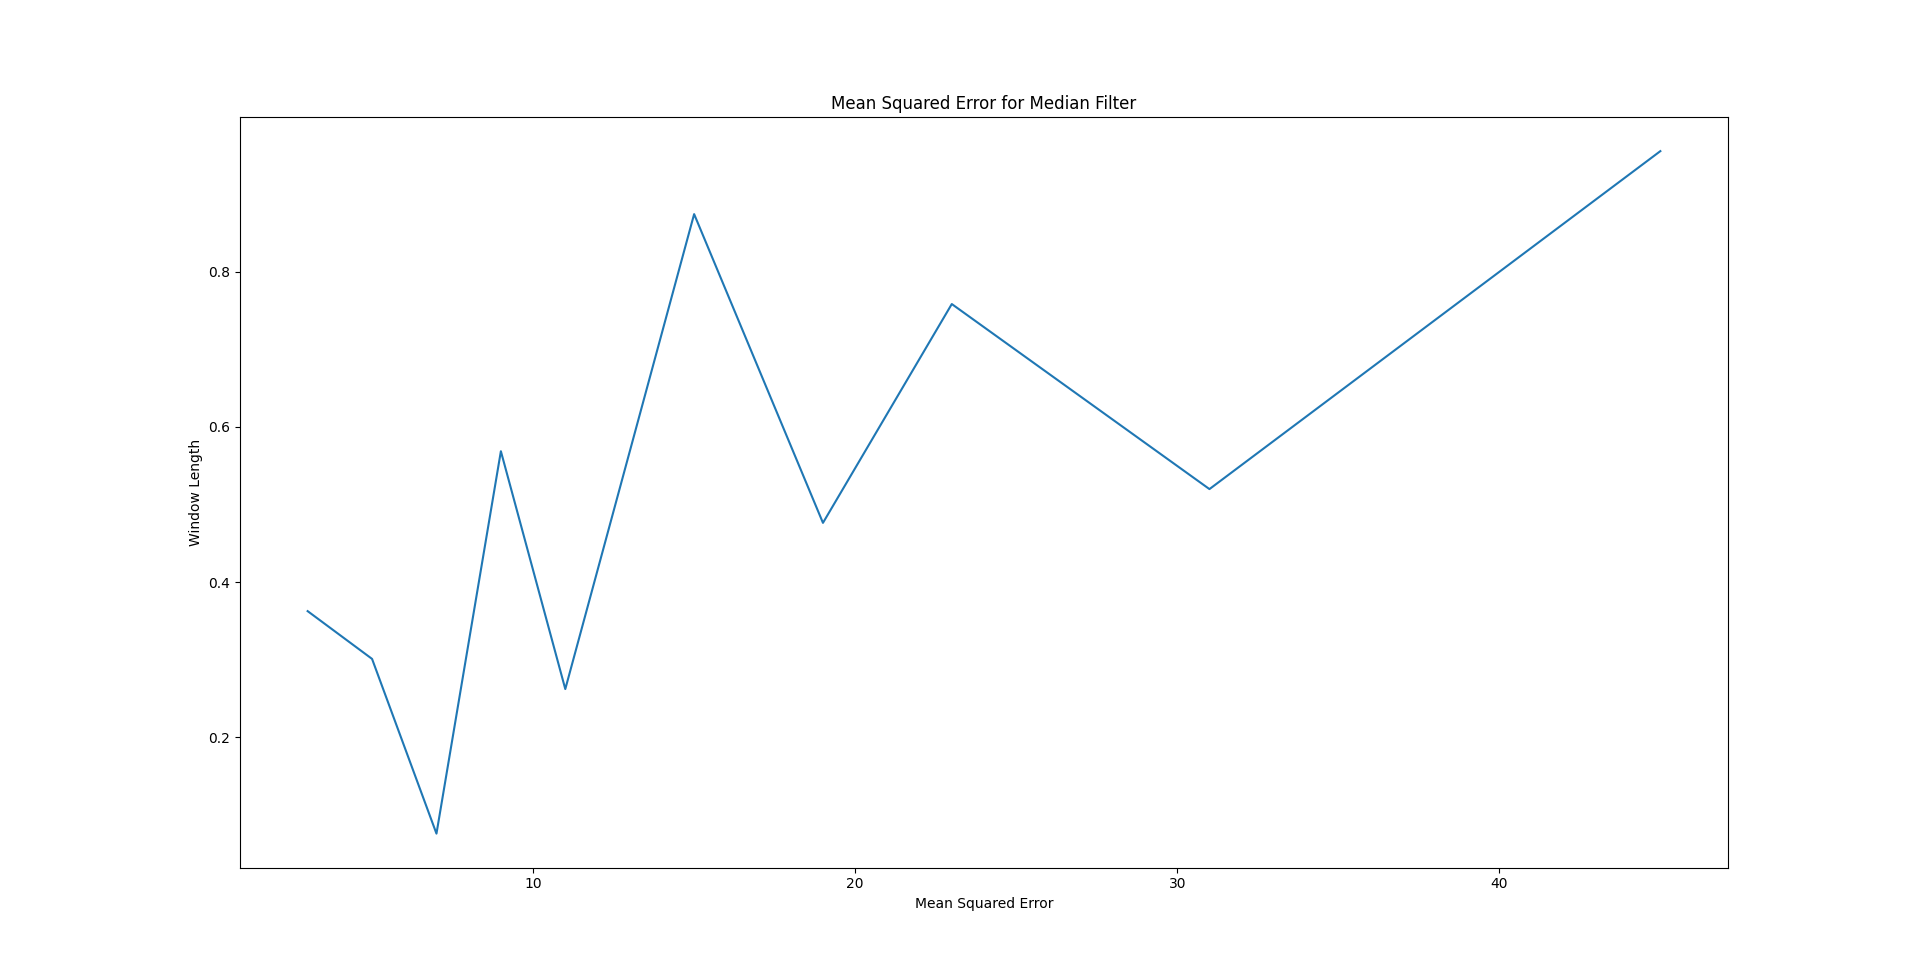 Mean Squared Error for Median Filter
0.8
0.6
0.4
0.2
Window Length
10 20 30 40
Mean Squared Error